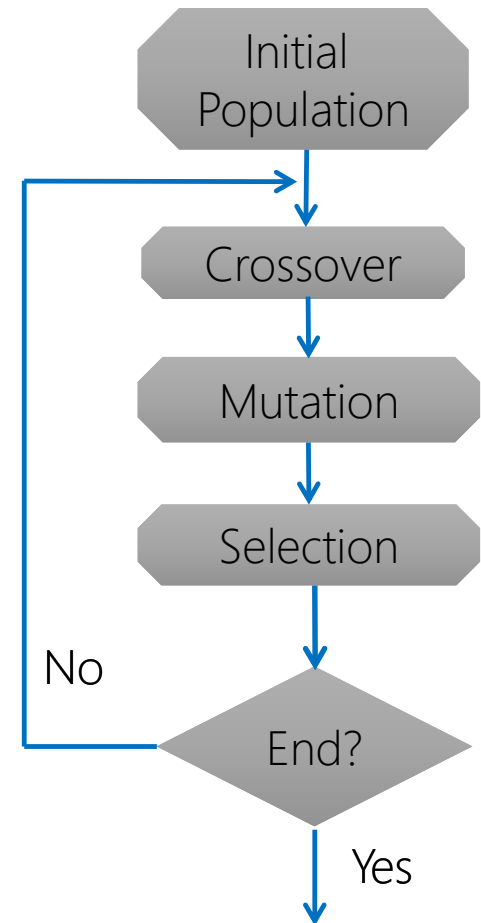 Initial
Population
Crossover
Mutation
Selection
No
End?
Yes